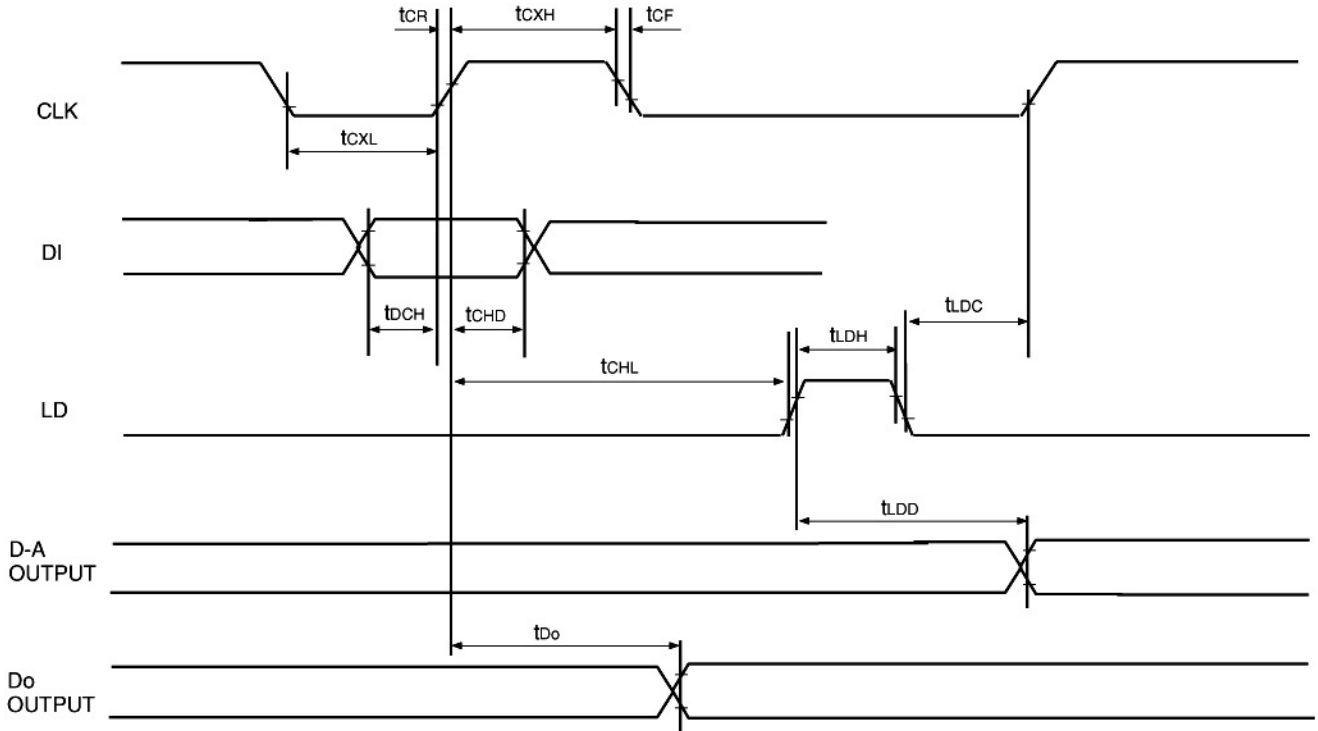 tCR
tCXH
tCF
CLK
tCXL
DI
tDCH
tCHD
tLDC
tLDH
tCHL
LD
tLDD
D-A
OUTPUT
tDo
Do
OUTPUT